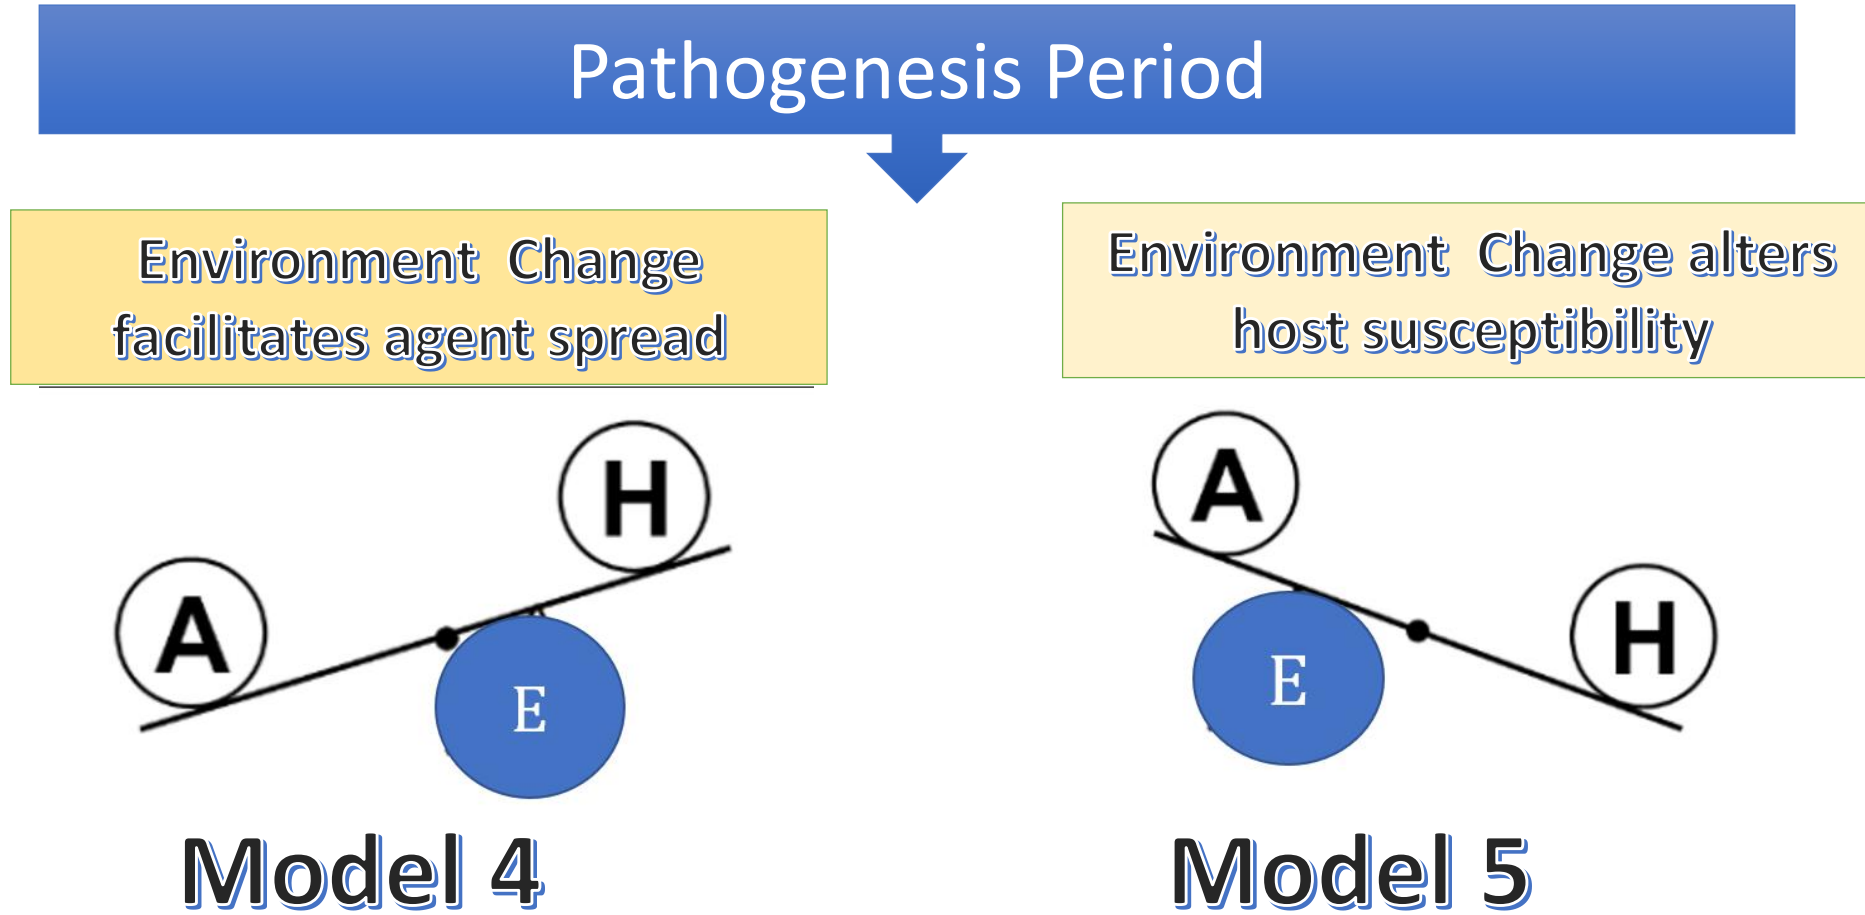 Pathogenesis Period
Environment Change
facilitates agent spread
Environment Change alters
host susceptibility
H
A
E
Model 4
A
H
E
Model 5